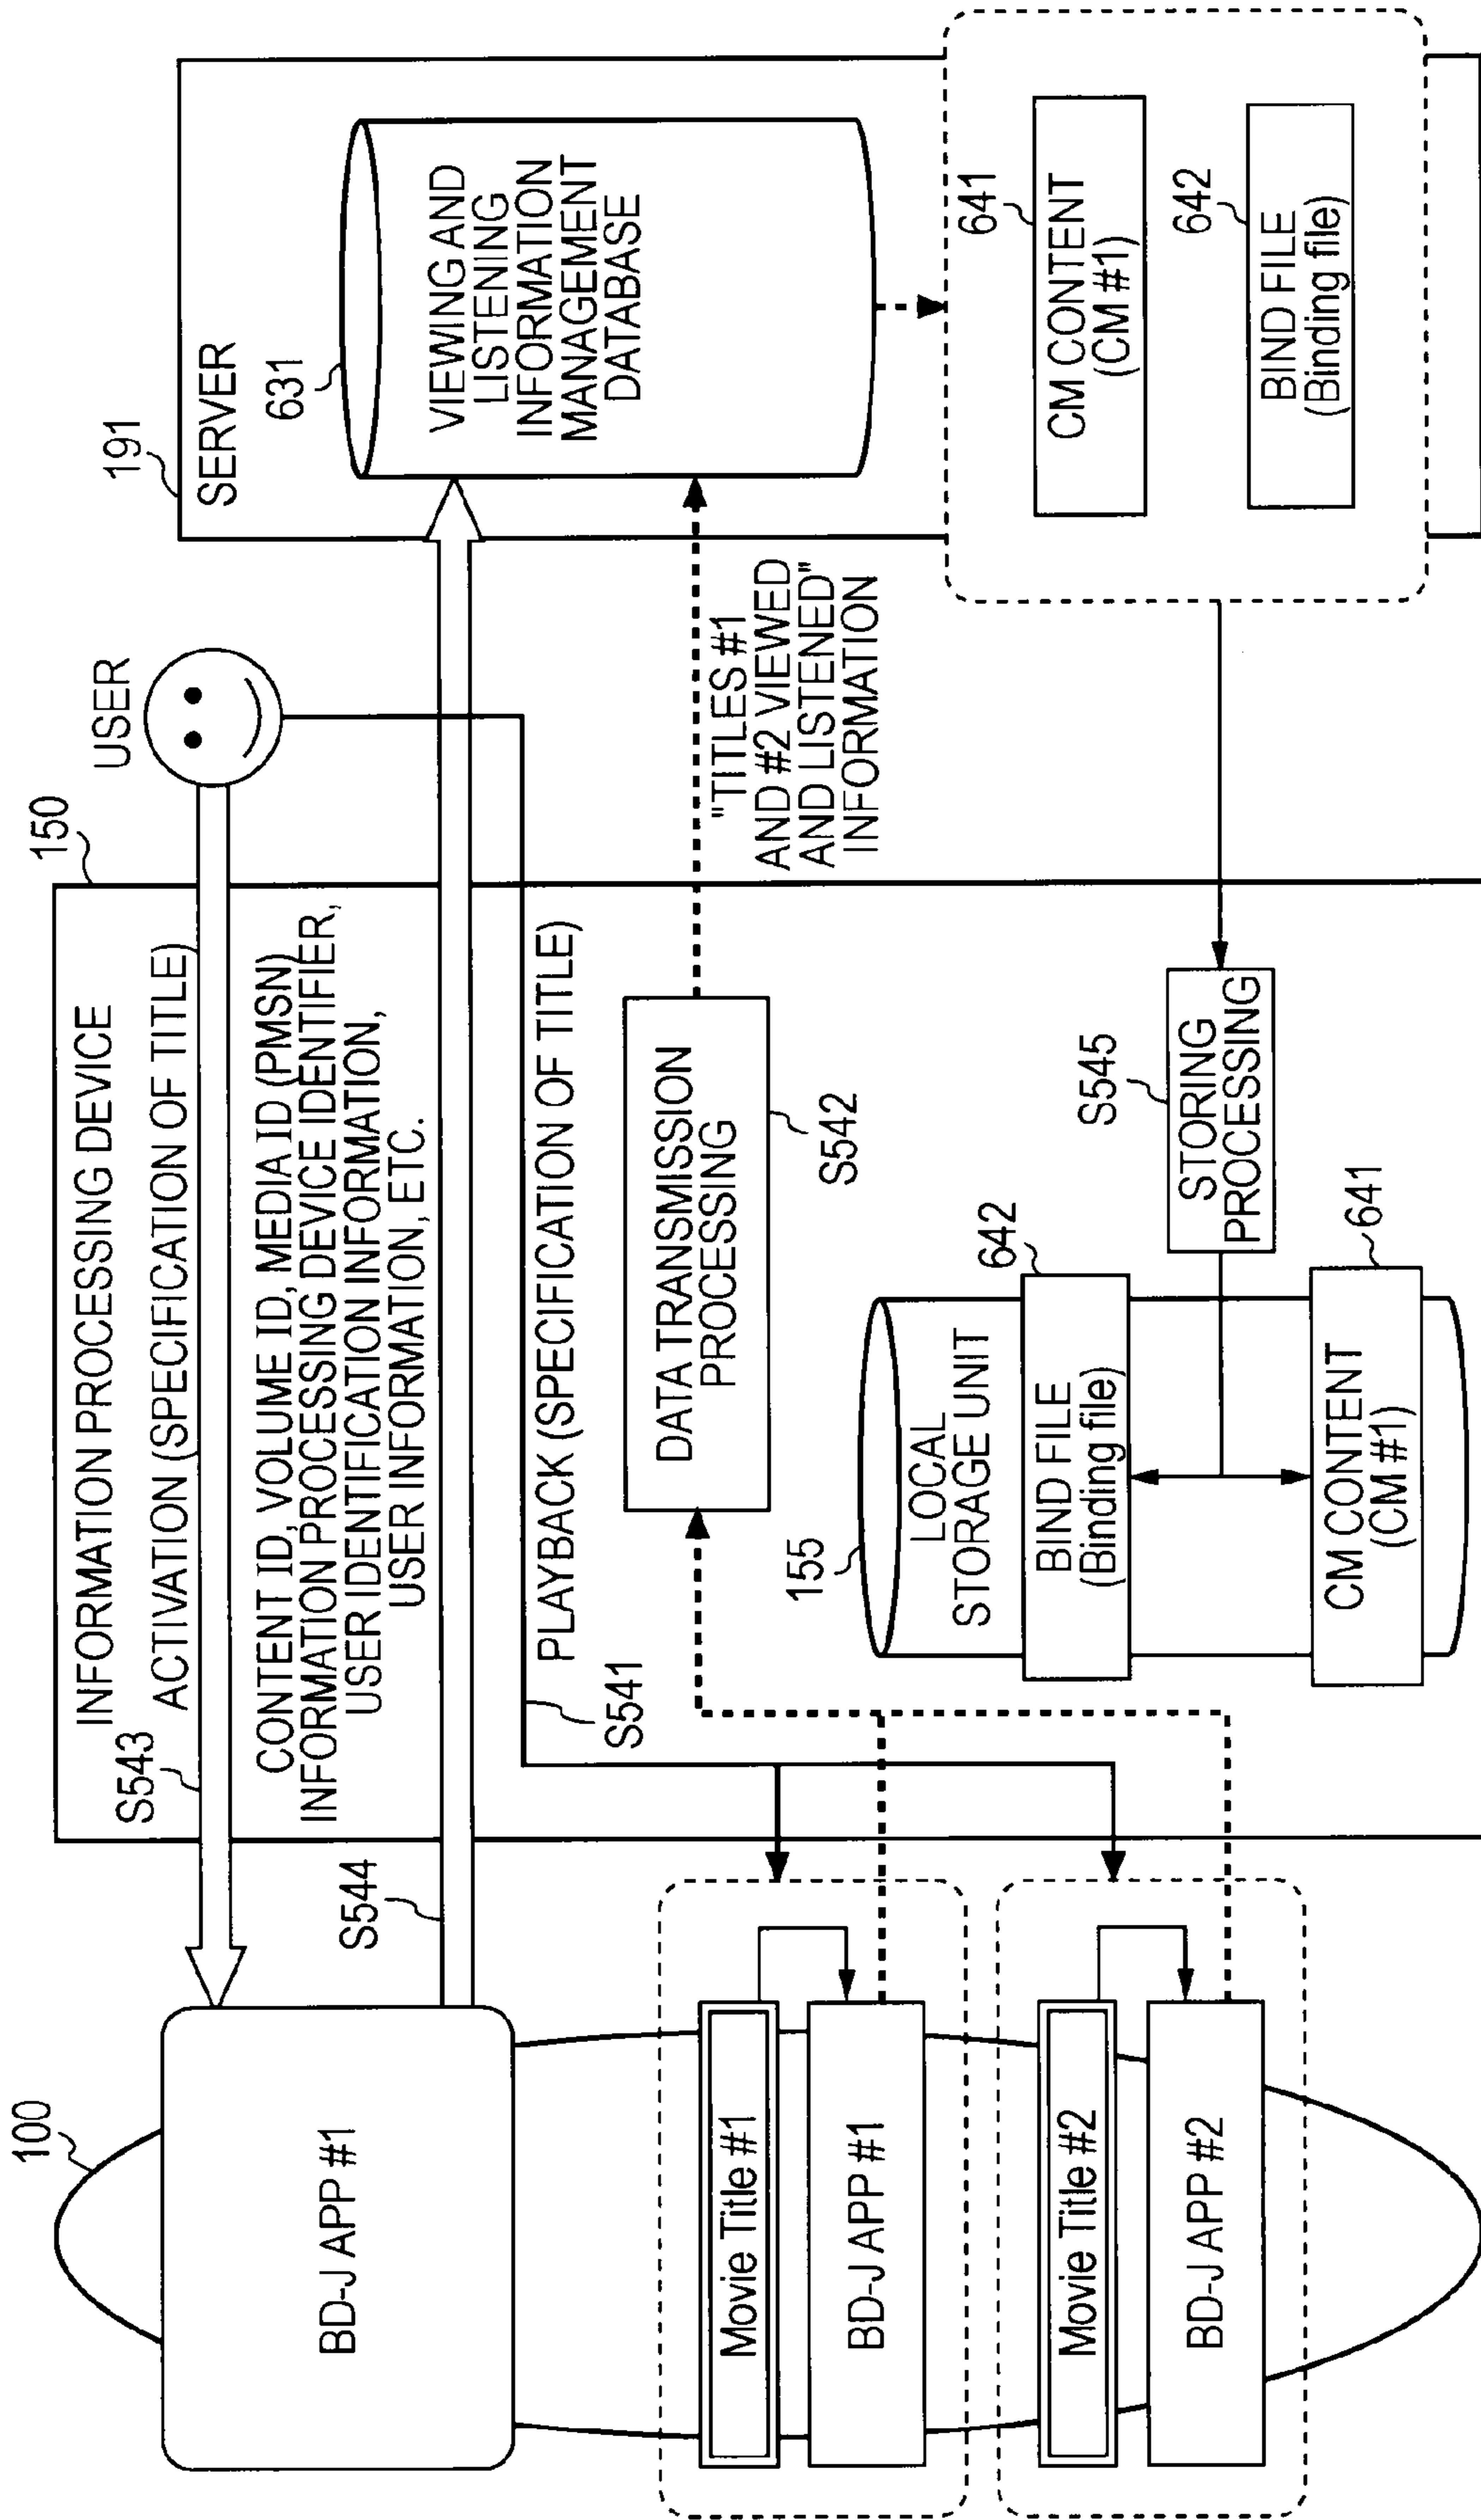 100
BD-J APP #1
Movie Title #1
BD-J APP #1
Movie Title #2
BD-J APP #2
S543
S544
150
INFORMATION PROCESSING DEVICE
ACTIVATION (SPECIFICATION OF TITLE)
CONTENT ID, VOLUME ID, MEDIA ID (PMSN)
INFORMATION PROCESSING DEVICE IDENTIFIER,
USER IDENTIFICATION INFORMATION,
USER INFORMATION, ETC.
PLAYBACK (SPECIFICATION OF TITLE)
S541
DATA TRANSMISSION
PROCESSING
S542
155
LOCAL
STORAGE UNIT
642
BIND FILE
(Binding file)
CM CONTENT
(CM #1)
641
S545
STORING
PROCESSING
USER
"TITLES #1
AND #2 VIEWED
AND LISTENED"
INFORMATION
191
SERVER
631
VIEWING AND
LISTENING
INFORMATION
MANAGEMENT
DATABASE
641
CM CONTENT
(CM #1)
642
BIND FILE
(Binding file)